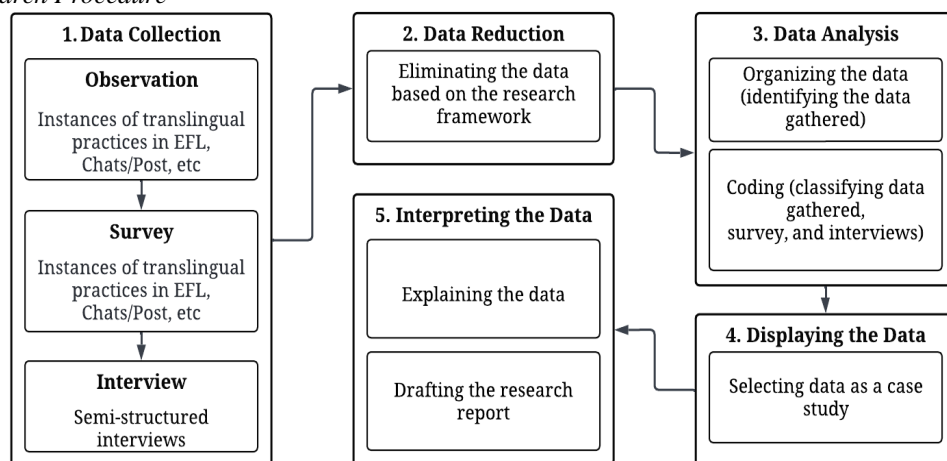 Procedure
1. Data Collection
Observation
Instances of translingual
practices in EFL,
Chats/Post, etc
Survey
Instances of translingual
practices in EFL,
Chats/Post, etc
Interview
Semi-structured
interviews
2. Data Reduction
Eliminating the data
based on the research
framework
3. Data Analysis
Organizing the data
(identifying the data
gathered)
Coding (classifying data
gathered,
survey, and interviews)
4. Displaying the Data
Selecting data as a case
study
5. Interpreting the Data
Explaining the data
Drafting the research
report